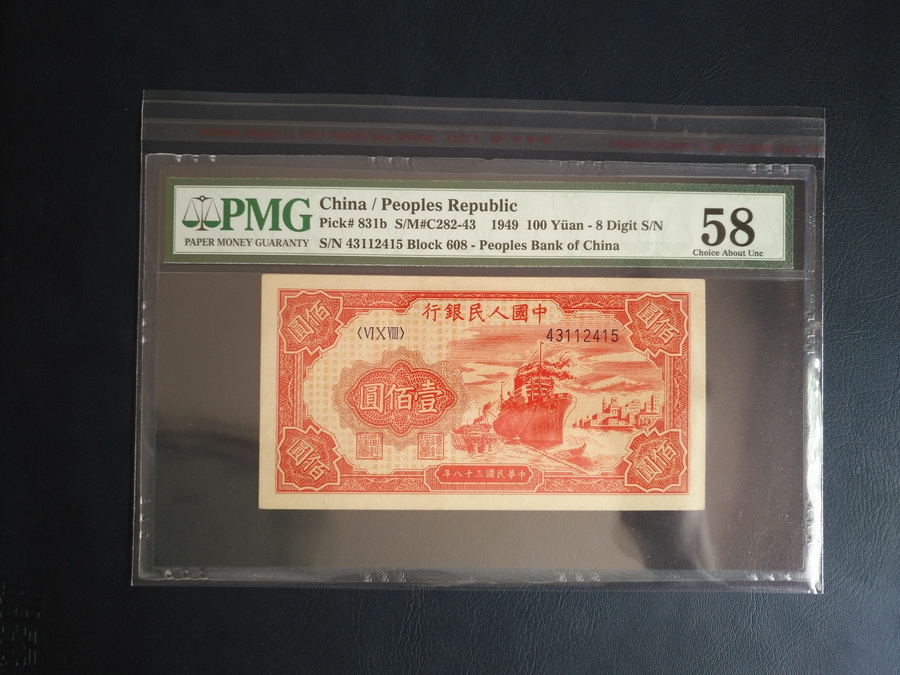 PMG
PAPER MONEY GUARANTY
China / Peoples Republic
Pick# 831b S/M#C282-43 1949 100 Yüan - 8 Digit S/N
S/N 43112415 Block 608 - Peoples Bank of China
58
Choice About Unc
行銀民人國中
圓佰
圓佰
〈VIXVIII〉
43112415
圓佰壹
圓佰
圓佰
年八十三國民華中